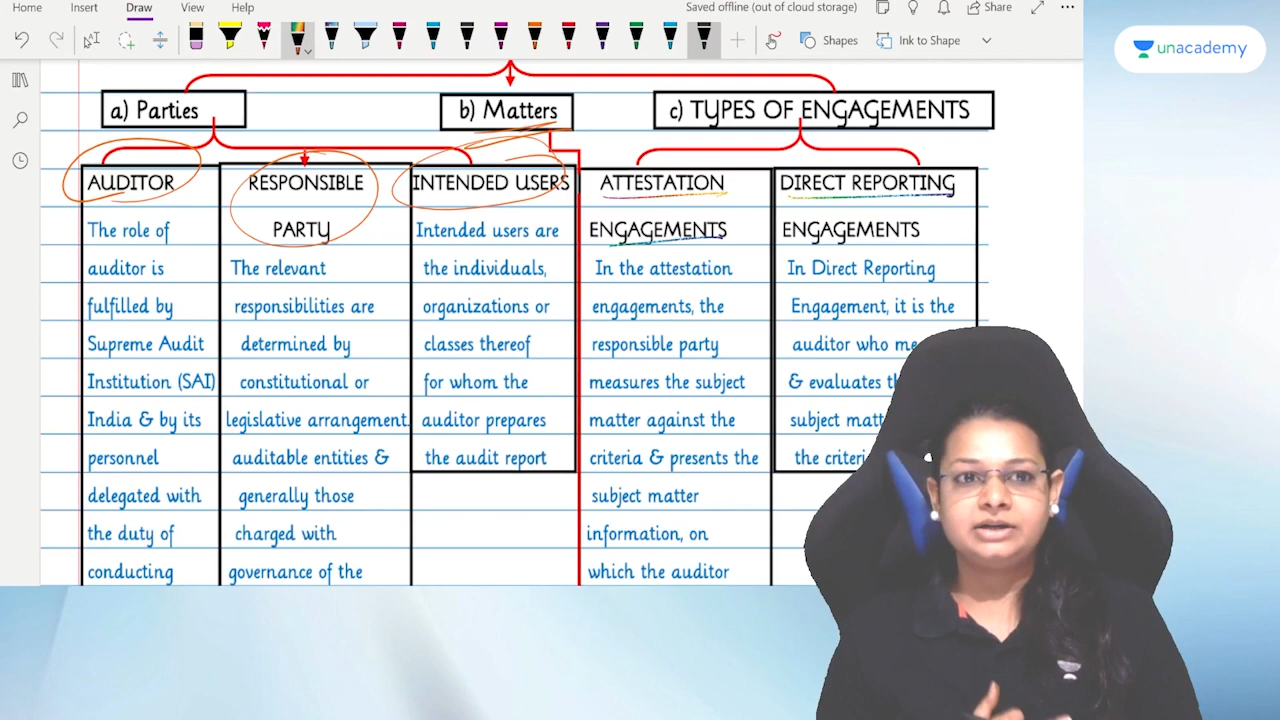 Home Insert Draw View Help
Saved offline (out of cloud storage)
Share
Shapes
Ink to Shape
unacademy
a) Parties
b) Matters
c) TYPES OF ENGAGEMENTS
AUDITOR
The role of
auditor is
fulfilled by
Supreme Audit
Institution (SAI)
India & by its
personnel
delegated with
the duty of
conducting
RESPONSIBLE
PARTY
The relevant
responsibilities are
determined by
constitutional or
legislative arrangement.
auditable entities &
generally those
charged with
governance of the
INTENDED USERS
Intended users are
the individuals,
organizations or
classes thereof
for whom the
auditor prepares
the audit report
ATTESTATION
ENGAGEMENTS
In the attestation
engagements, the
responsible party
measures the subject
matter against the
criteria & presents the
subject matter
information, on
which the auditor
DIRECT REPORTING
ENGAGEMENTS
In Direct Reporting
Engagement, it is the
auditor who
& evaluates
subject
the